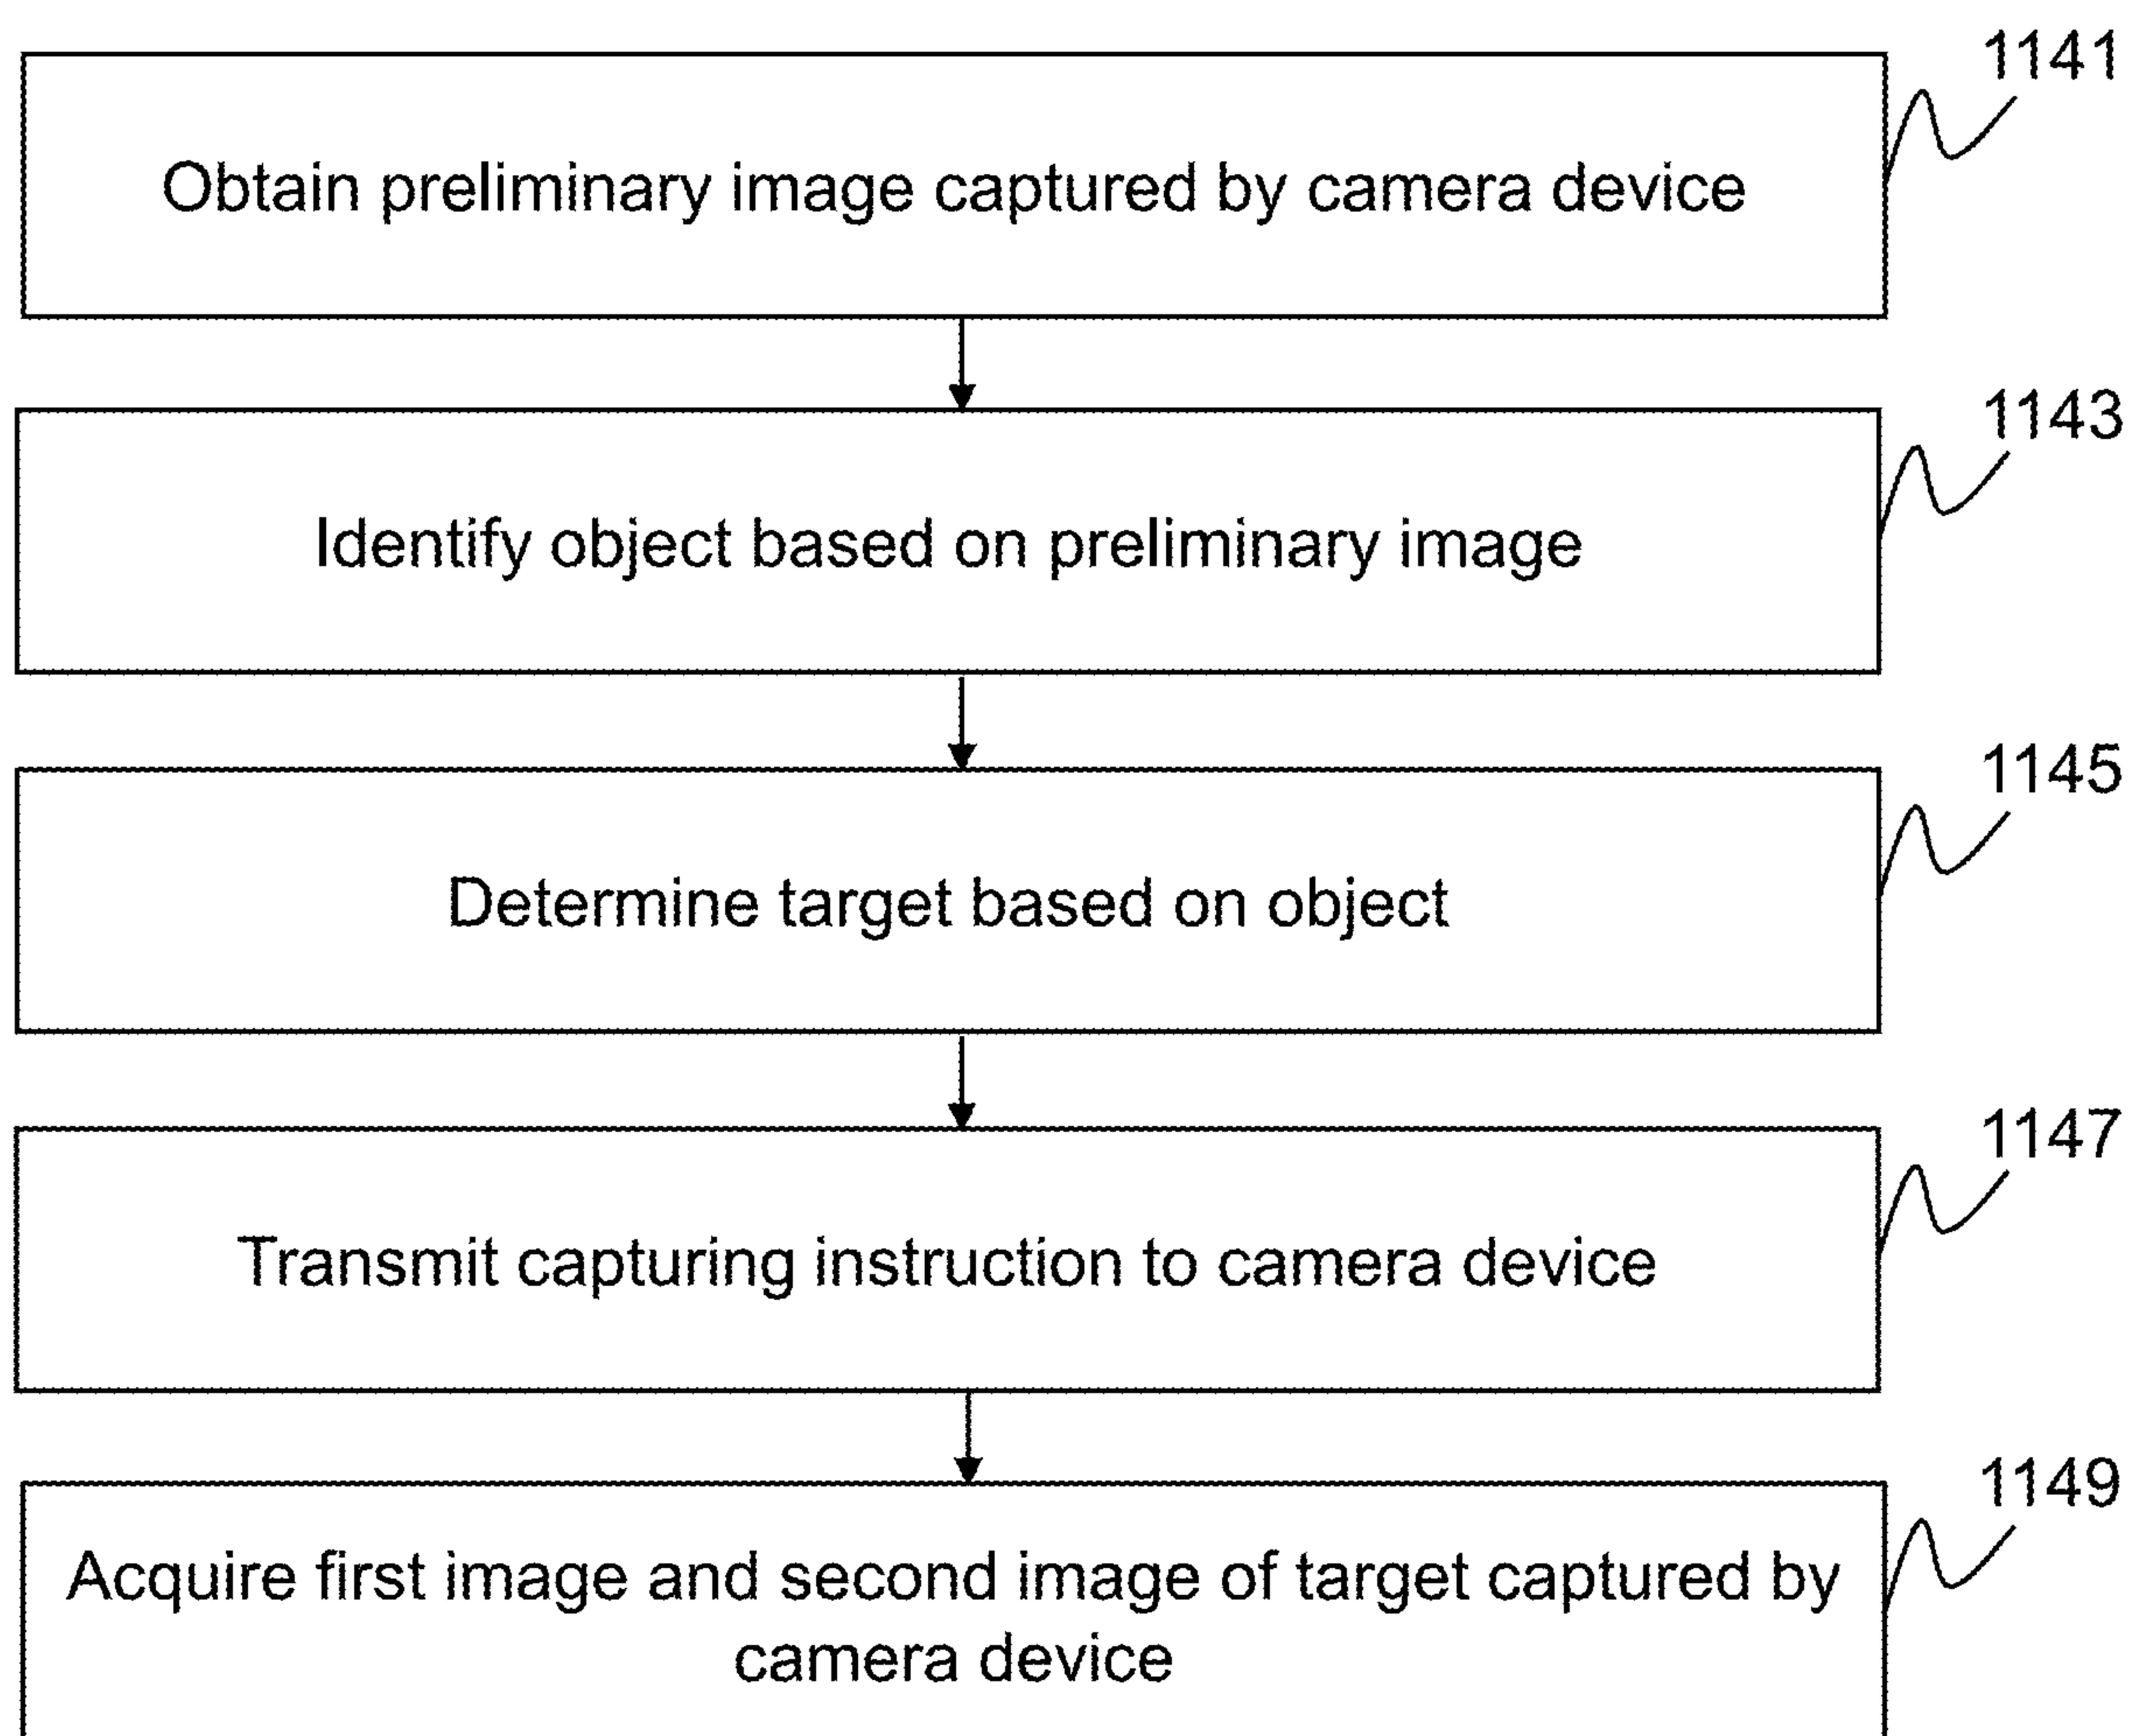 1141
Obtain preliminary image captured by camera device
1143
Identify object based on preliminary image
1145
Determine target based on object
1147
Transmit capturing instruction to camera device
1149
Acquire first image and second image of target captured by
camera device